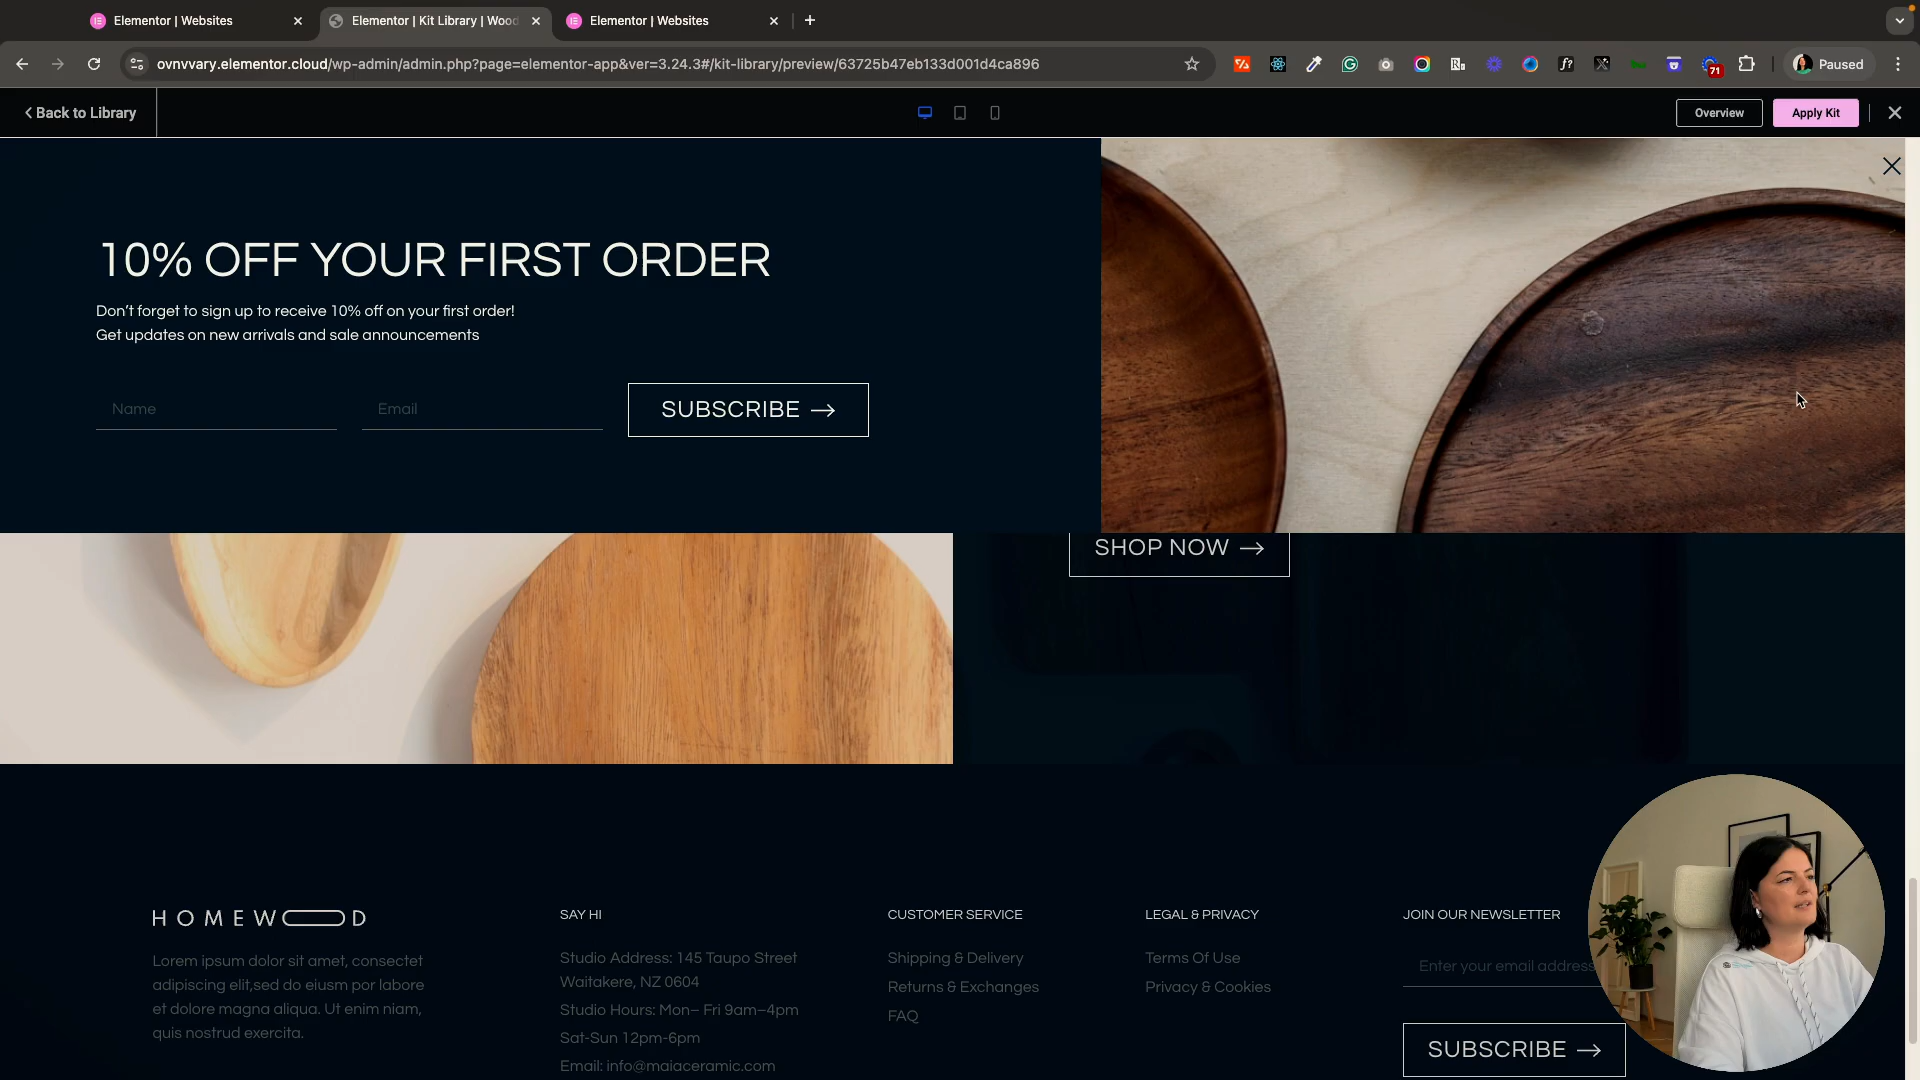 Elementor | Websites
Elementor | Kit Library | Wood
Elementor | Websites
ovnvvary.elementor.cloud/wp-admin/admin.php?page=elementor-app&ver=3.24.3#/kit-library/preview/63725b47eb133d001d4ca896
71
Paused
Back to Library
Overview
Apply Kit
10% OFF YOUR FIRST ORDER
Don't forget to sign up to receive 10% off on your first order!
Get updates on new arrivals and sale announcements
Name
Email
SUBSCRIBE
SHOP NOW
HOMEWOOD
Lorem ipsum dolor sit amet, consectet
adipiscing elit,sed do eiusm por labore
et dolore magna aliqua. Ut enim niam,
quis nostrud exercita.
SAY HI
Studio Address: 145 Taupo Street
Waitakere, NZ 0604
Studio Hours: Mon– Fri 9am–4pm
Sat-Sun 12pm-6pm
Email: info@maiaceramic.com
CUSTOMER SERVICE
Shipping & Delivery
Returns & Exchanges
FAQ
LEGAL & PRIVACY
Terms Of Use
Privacy & Cookies
JOIN OUR NEWSLETTER
Enter your email address
SUBSCRIBE